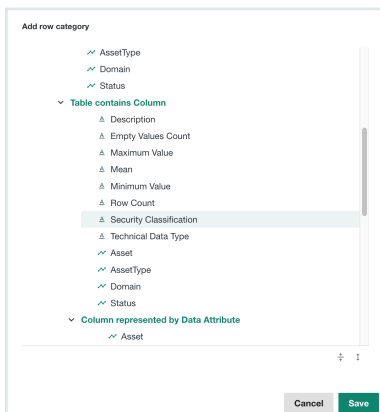 Add row category
AssetType
Domain
Status
Table contains Column
Description
Empty Values Count
Maximum Value
Mean
Minimum Value
Row Count
Security Classification
Technical Data Type
Asset
AssetType
Domain
Status
Column represented by Data Attribute
Asset
Cancel Save